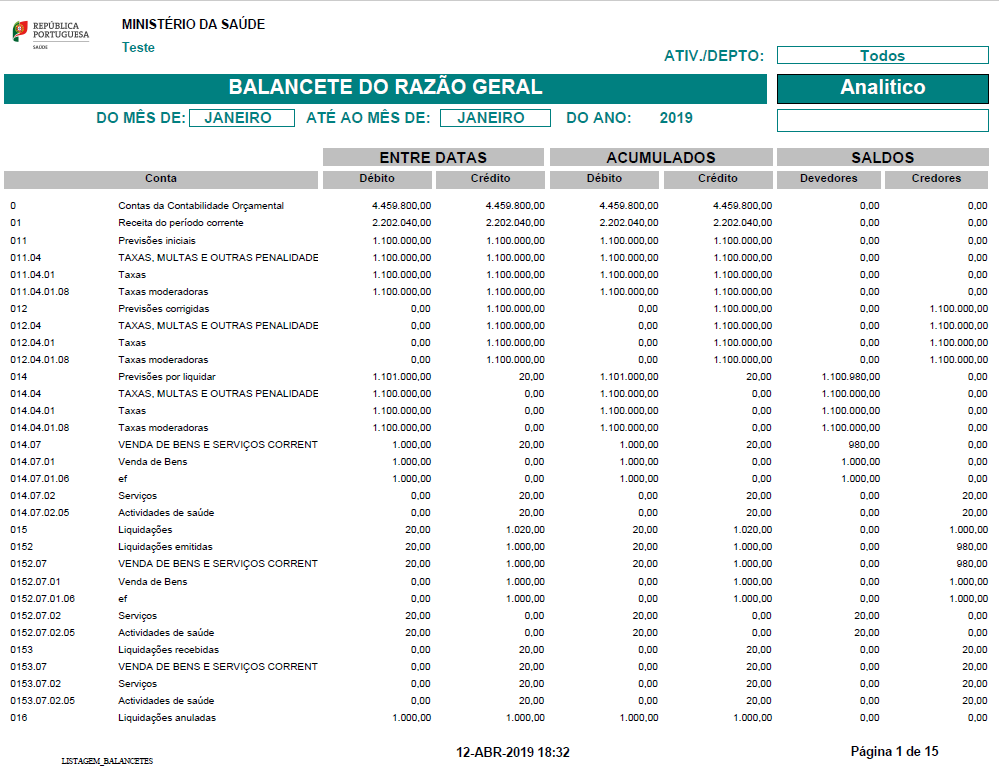 REPÚBLICA
PORTUGUESA
SAÚDE
MINISTÉRIO DA SAÚDE
Teste
ATIV./DEPTO: Todos
BALANCETE DO RAZÃO GERAL Analitico
DO MÊS DE: JANEIRO ATÉ AO MÊS DE: JANEIRO DO ANO: 2019
ENTRE DATAS ACUMULADOS SALDOS
Conta Débito Crédito Débito Crédito Devedores Credores
0 Contas da Contabilidade Orçamental 4.459.800,00 4.459.800,00 4.459.800,00 4.459.800,00 0,00 0,00
01 Receita do período corrente 2.202.040,00 2.202.040,00 2.202.040,00 2.202.040,00 0,00 0,00
011 Previsões iniciais 1.100.000,00 1.100.000,00 1.100.000,00 1.100.000,00 0,00 0,00
011.04 TAXAS, MULTAS E OUTRAS PENALIDADE 1.100.000,00 1.100.000,00 1.100.000,00 1.100.000,00 0,00 0,00
011.04.01 Taxas 1.100.000,00 1.100.000,00 1.100.000,00 1.100.000,00 0,00 0,00
011.04.01.08 Taxas moderadoras 1.100.000,00 1.100.000,00 1.100.000,00 1.100.000,00 0,00 0,00
012 Previsões corrigidas 0,00 1.100.000,00 0,00 1.100.000,00 0,00 1.100.000,00
012.04 TAXAS, MULTAS E OUTRAS PENALIDADE 0,00 1.100.000,00 0,00 1.100.000,00 0,00 1.100.000,00
012.04.01 Taxas 0,00 1.100.000,00 0,00 1.100.000,00 0,00 1.100.000,00
012.04.01.08 Taxas moderadoras 0,00 1.100.000,00 0,00 1.100.000,00 0,00 1.100.000,00
014 Previsões por liquidar 1.101.000,00 20,00 1.101.000,00 20,00 1.100.980,00 0,00
014.04 TAXAS, MULTAS E OUTRAS PENALIDADE 1.100.000,00 0,00 1.100.000,00 0,00 1.100.000,00 0,00
014.04.01 Taxas 1.100.000,00 0,00 1.100.000,00 0,00 1.100.000,00 0,00
014.04.01.08 Taxas moderadoras 1.100.000,00 0,00 1.100.000,00 0,00 1.100.000,00 0,00
014.07 VENDA DE BENS E SERVIÇOS CORRENT 1.000,00 20,00 1.000,00 20,00 980,00 0,00
014.07.01 Venda de Bens 1.000,00 0,00 1.000,00 0,00 1.000,00 0,00
014.07.01.06 ef 1.000,00 0,00 1.000,00 0,00 1.000,00 0,00
014.07.02 Serviços 0,00 20,00 0,00 20,00 0,00 20,00
014.07.02.05 Actividades de saúde 0,00 20,00 0,00 20,00 0,00 20,00
015 Liquidações 20,00 1.020,00 20,00 1.020,00 0,00 1.000,00
0152 Liquidações emitidas 20,00 1.000,00 20,00 1.000,00 0,00 980,00
0152.07 VENDA DE BENS E SERVIÇOS CORRENT 20,00 1.000,00 20,00 1.000,00 0,00 980,00
0152.07.01 Venda de Bens 0,00 1.000,00 0,00 1.000,00 0,00 1.000,00
0152.07.01.06 ef 0,00 1.000,00 0,00 1.000,00 0,00 1.000,00
0152.07.02 Serviços 20,00 0,00 20,00 0,00 20,00 0,00
0152.07.02.05 Actividades de saúde 20,00 0,00 20,00 0,00 20,00 0,00
0153 Liquidações recebidas 0,00 20,00 0,00 20,00 0,00 20,00
0153.07 VENDA DE BENS E SERVIÇOS CORRENT 0,00 20,00 0,00 20,00 0,00 20,00
0153.07.02 Serviços 0,00 20,00 0,00 20,00 0,00 20,00
0153.07.02.05 Actividades de saúde 0,00 20,00 0,00 20,00 0,00 20,00
016 Liquidações anuladas 1.000,00 1.000,00 1.000,00 1.000,00 0,00 0,00
LISTAGEM_BALANCETES 12-ABR-2019 18:32 Página 1 de 15